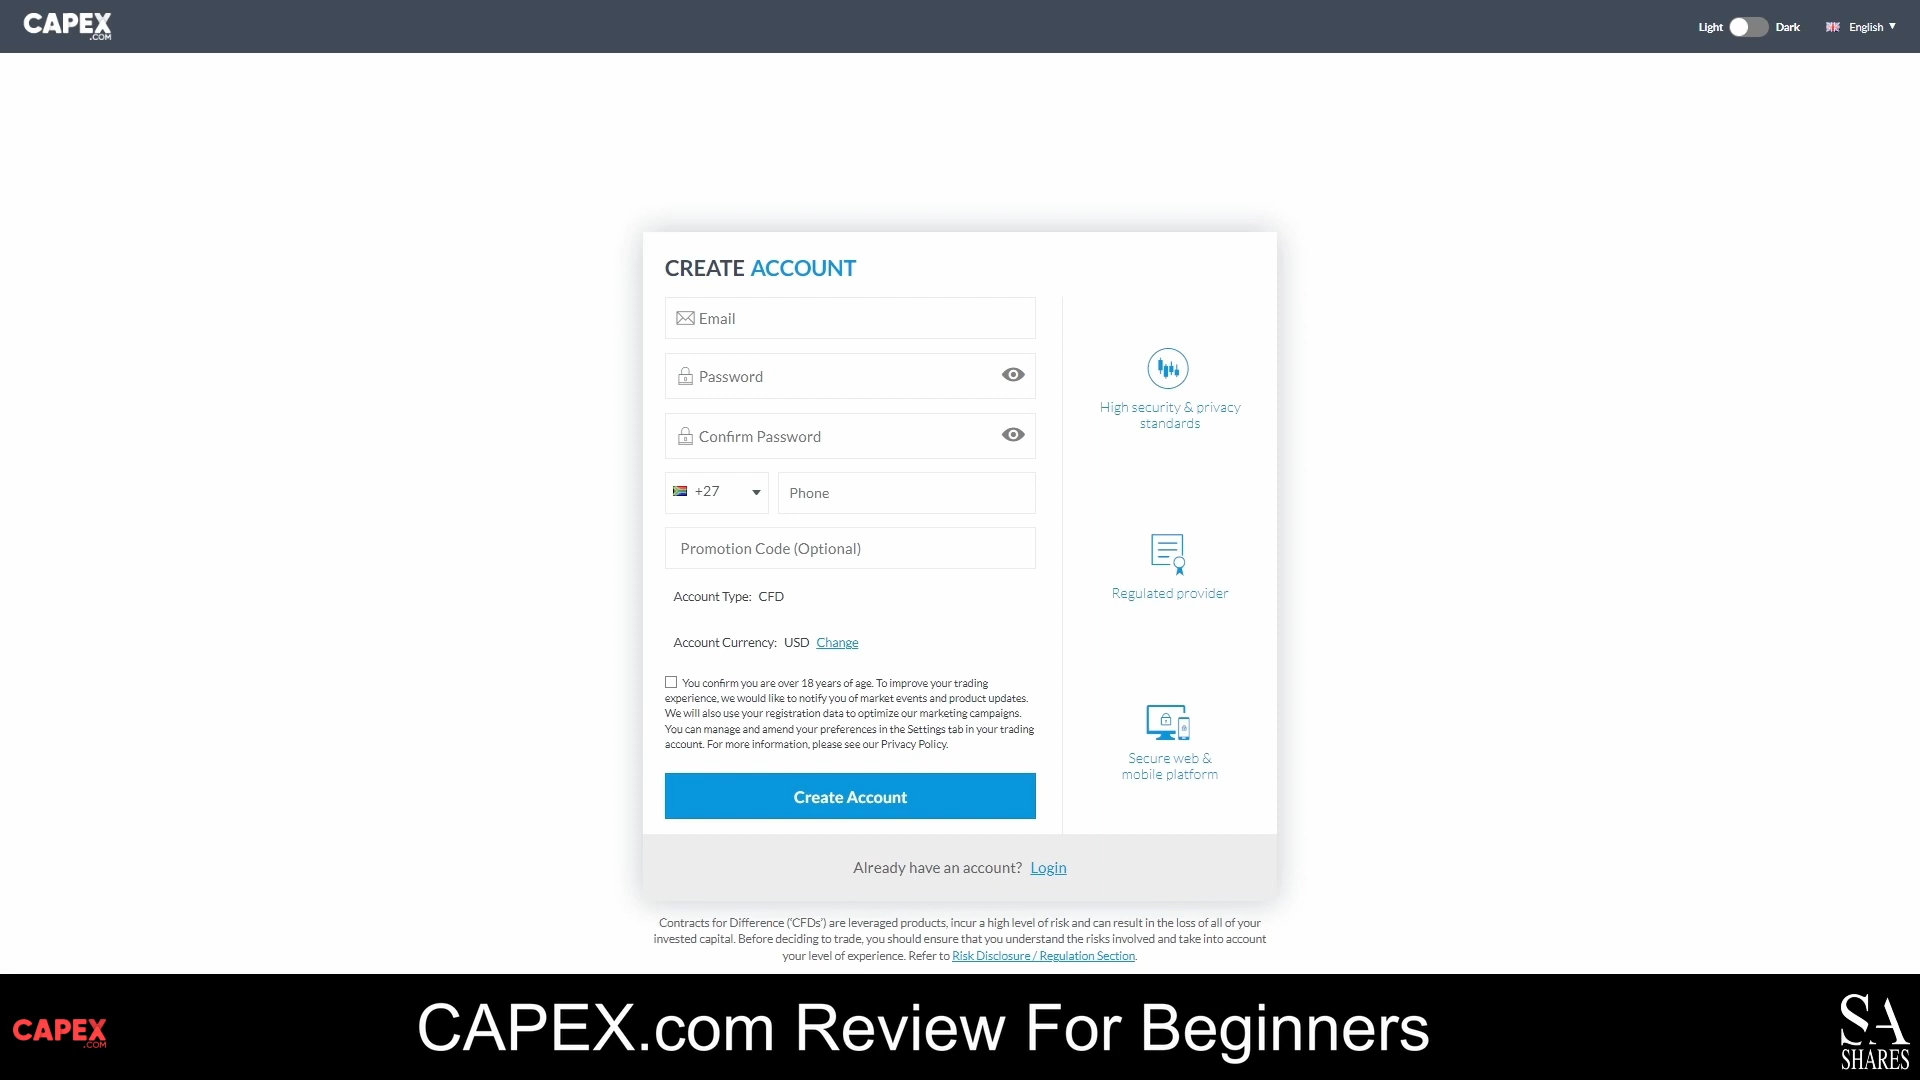 CAPEX
.COM
Light Dark English
CREATE ACCOUNT
Email
Password
Confirm Password
+27 Phone
Promotion Code (Optional)
Account Type: CFD
Account Currency: USD Change
You confirm you are over 18 years of age. To improve your trading
experience, we would like to notify you of market events and product updates.
We will also use your registration data to optimize our marketing campaigns.
You can manage and amend your preferences in the Settings tab in your trading
account. For more information, please see our Privacy Policy.
Create Account
High security & privacy
standards
Regulated provider
Secure web &
mobile platform
Already have an account? Login
Contracts for Difference ('CFDs') are leveraged products, incur a high level of risk and can result in the loss of all of your
invested capital. Before deciding to trade, you should ensure that you understand the risks involved and take into account
your level of experience. Refer to Risk Disclosure / Regulation Section.
CAPEX
.COM
CAPEX.com Review For Beginners
SA
SHARES